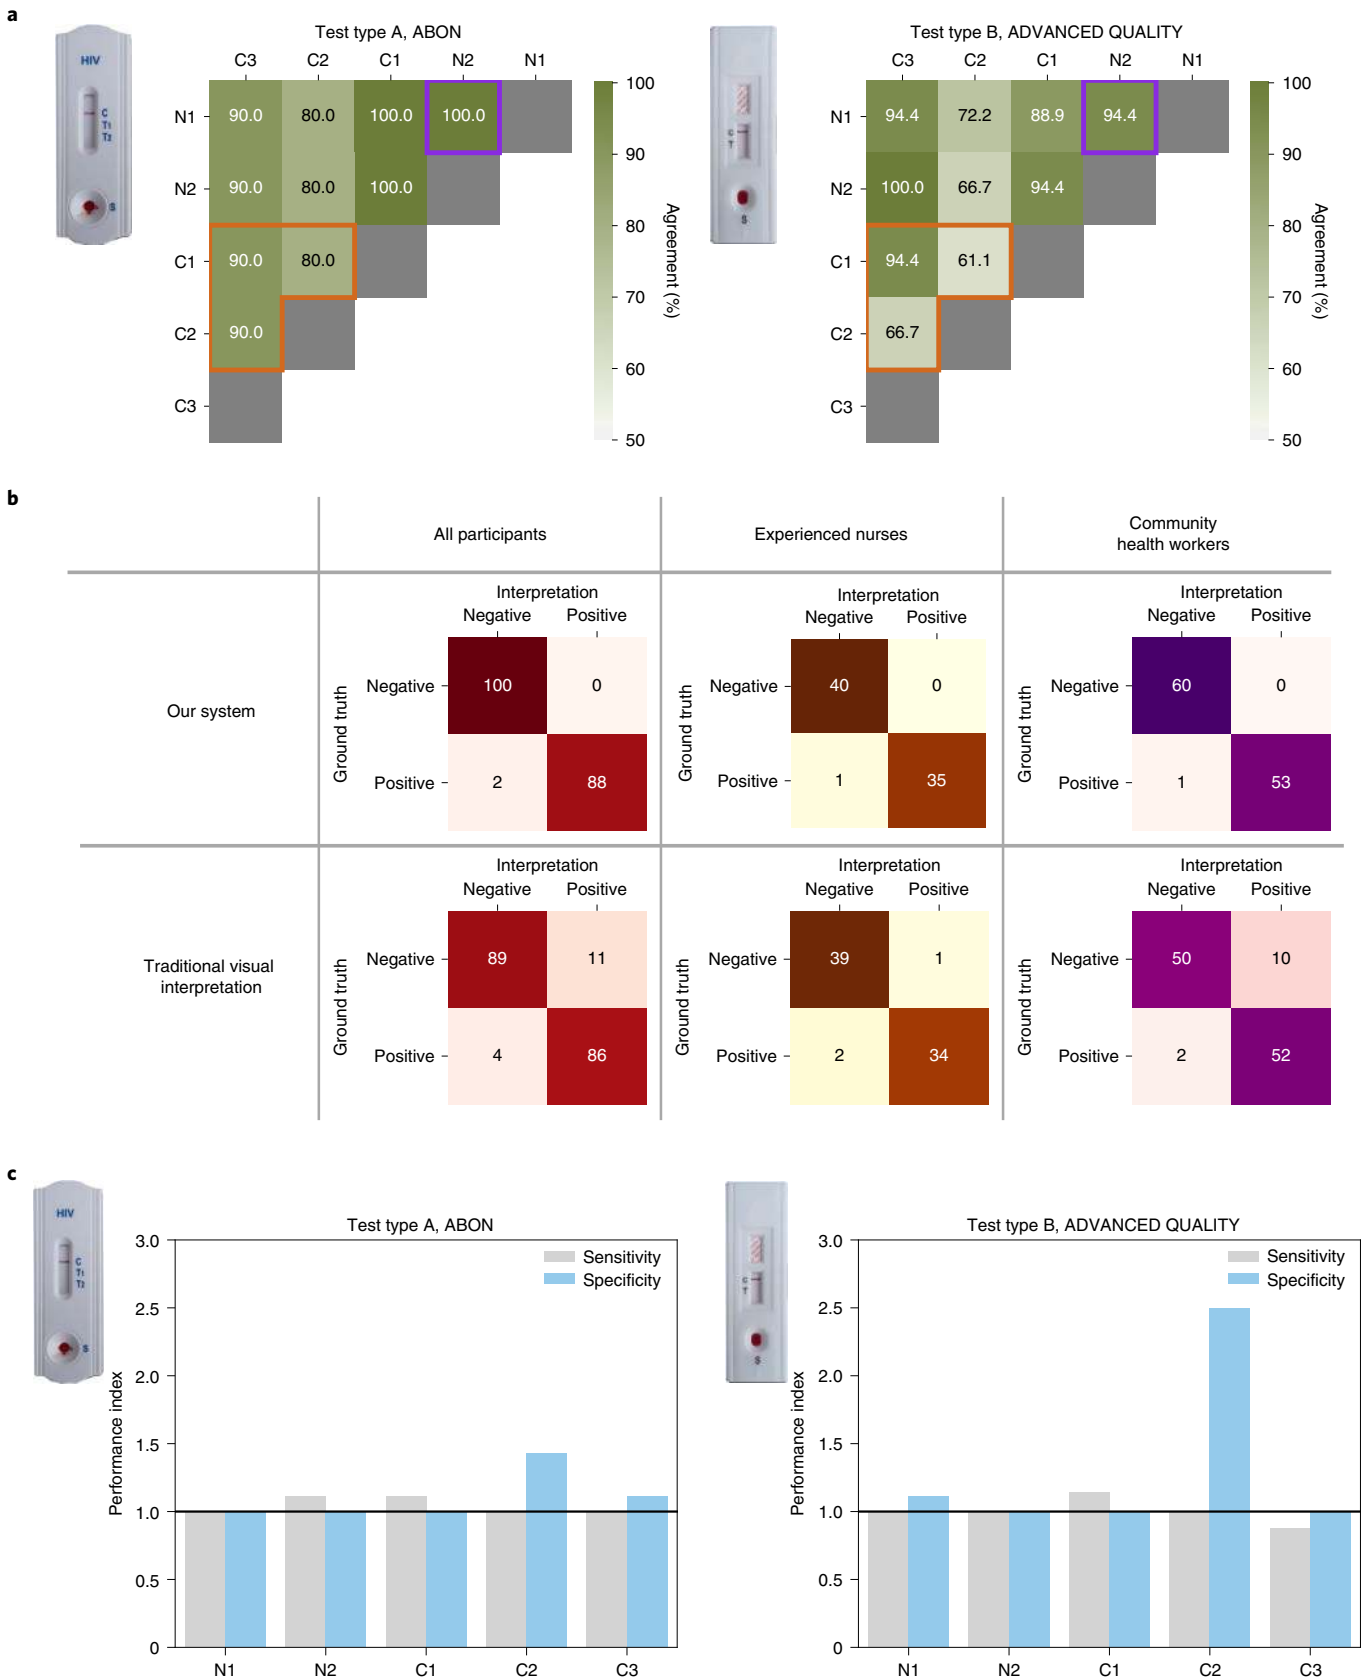 a
Test type A, ABON
HIV
C
T1
T2
S
C3 C2 C1 N2 N1
N1 90.0 80.0 100.0 100.0
N2 90.0 80.0 100.0
C1 90.0 80.0
C2 90.0
C3
100
90
80
70
60
50
Agreement (%)
Test type B, ADVANCED QUALITY
C
T
S
C3 C2 C1 N2 N1
N1 94.4 72.2 88.9 94.4
N2 100.0 66.7 94.4
C1 94.4 61.1
C2 66.7
C3
100
90
80
70
60
50
Agreement (%)
b
All participants
Experienced nurses
Community
health workers
Our system
Interpretation
Negative Positive
Ground truth
Negative 100 0
Positive 2 88
Interpretation
Negative Positive
Ground truth
Negative 40 0
Positive 1 35
Interpretation
Negative Positive
Ground truth
Negative 60 0
Positive 1 53
Traditional visual
interpretation
Interpretation
Negative Positive
Ground truth
Negative 89 11
Positive 4 86
Interpretation
Negative Positive
Ground truth
Negative 39 1
Positive 2 34
Interpretation
Negative Positive
Ground truth
Negative 50 10
Positive 2 52
c
HIV
C
T1
T2
S
Test type A, ABON
Sensitivity
Specificity
Performance index
3.0
2.5
2.0
1.5
1.0
0.5
0
N1 N2 C1 C2 C3
C
T
S
Test type B, ADVANCED QUALITY
Sensitivity
Specificity
Performance index
3.0
2.5
2.0
1.5
1.0
0.5
0
N1 N2 C1 C2 C3